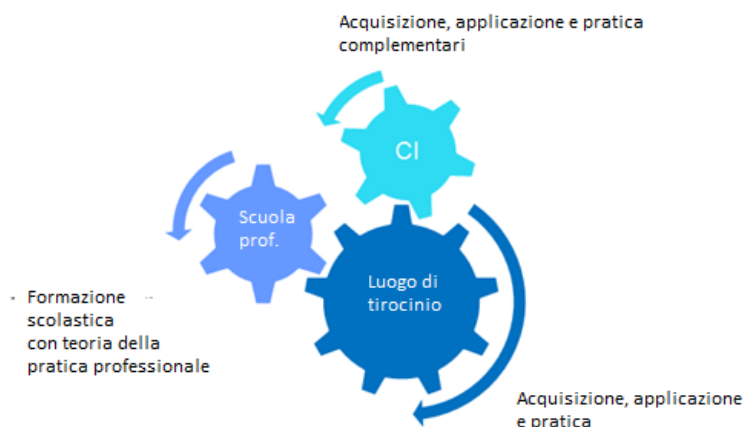 Acquisizione, applicazione e pratica
complementari
CI
Scuola
prof.
Luogo di
tirocinio
Formazione
scolastica
con teoria della
pratica professionale
Acquisizione, applicazione
e pratica